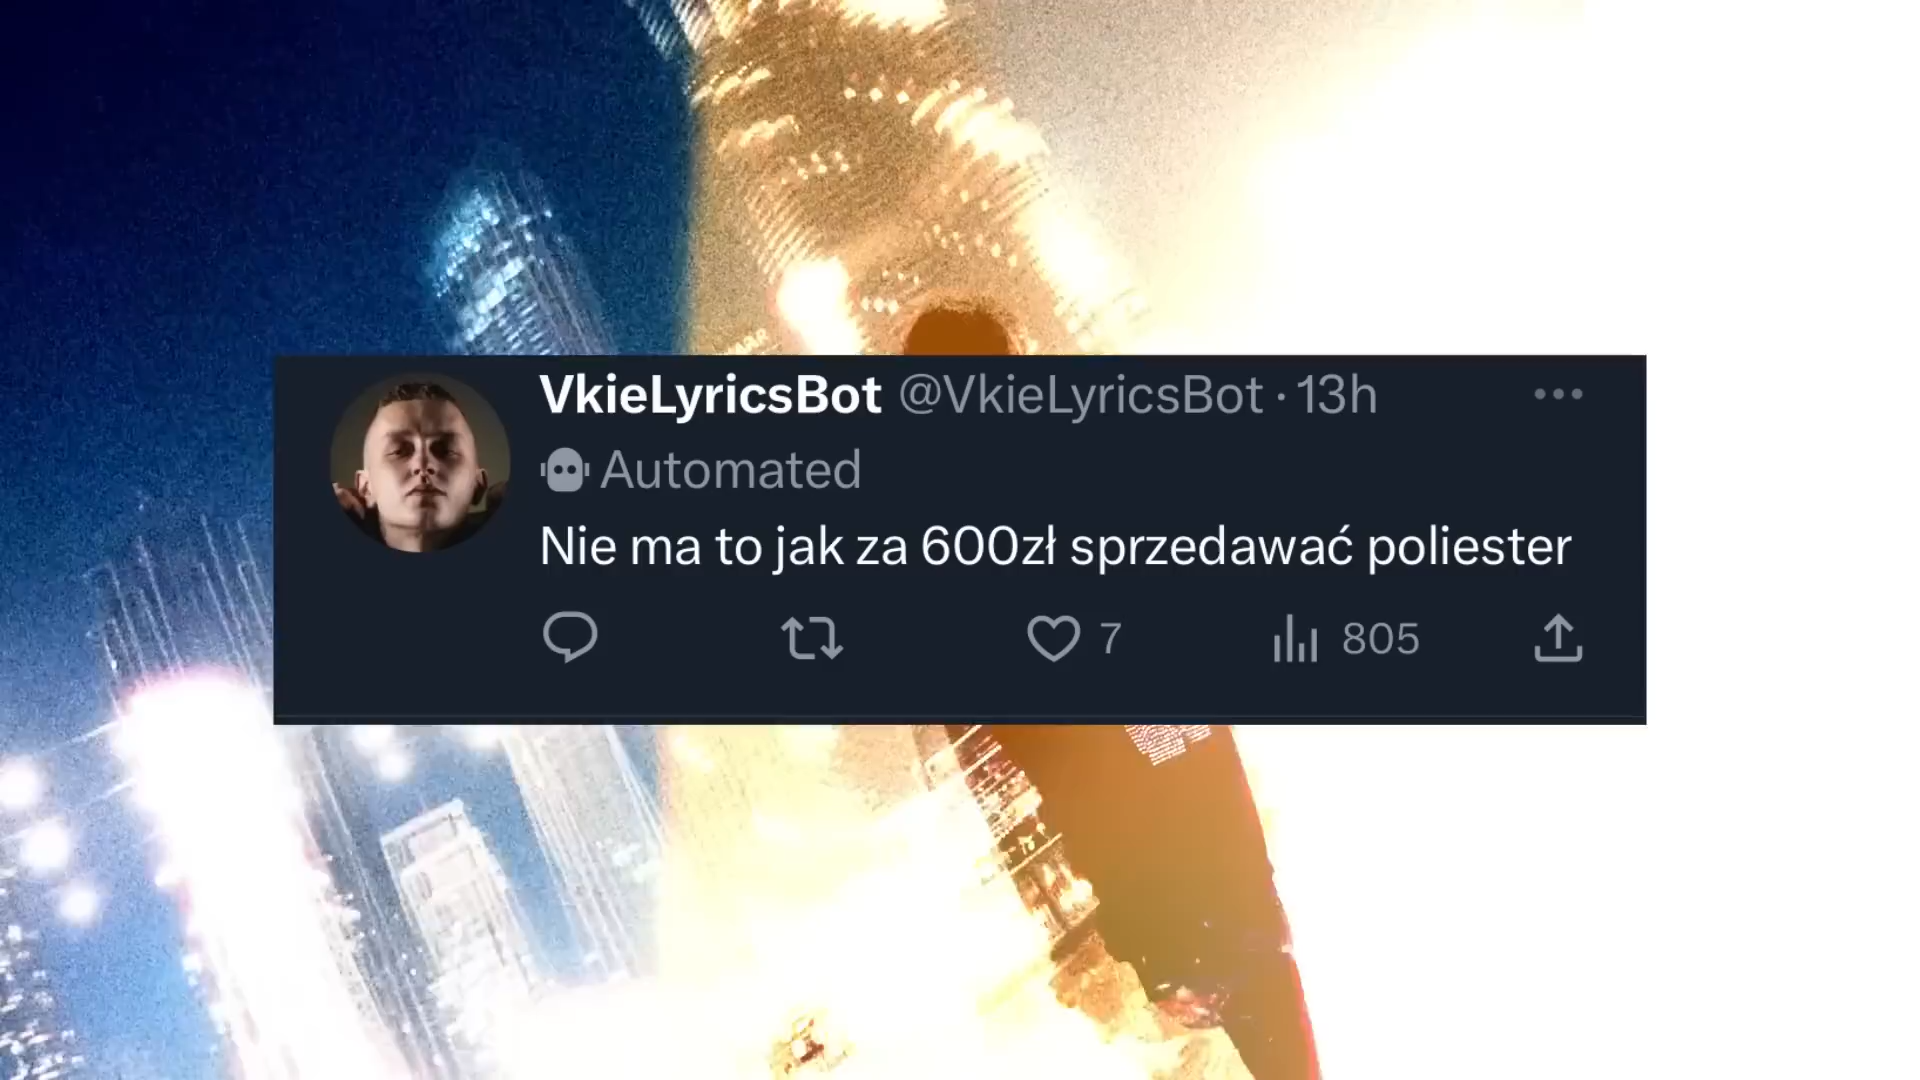 VkieLyricsBot @VkieLyricsBot · 13h
Automated
Nie ma to jak za 600zł sprzedawać poliester
7 805